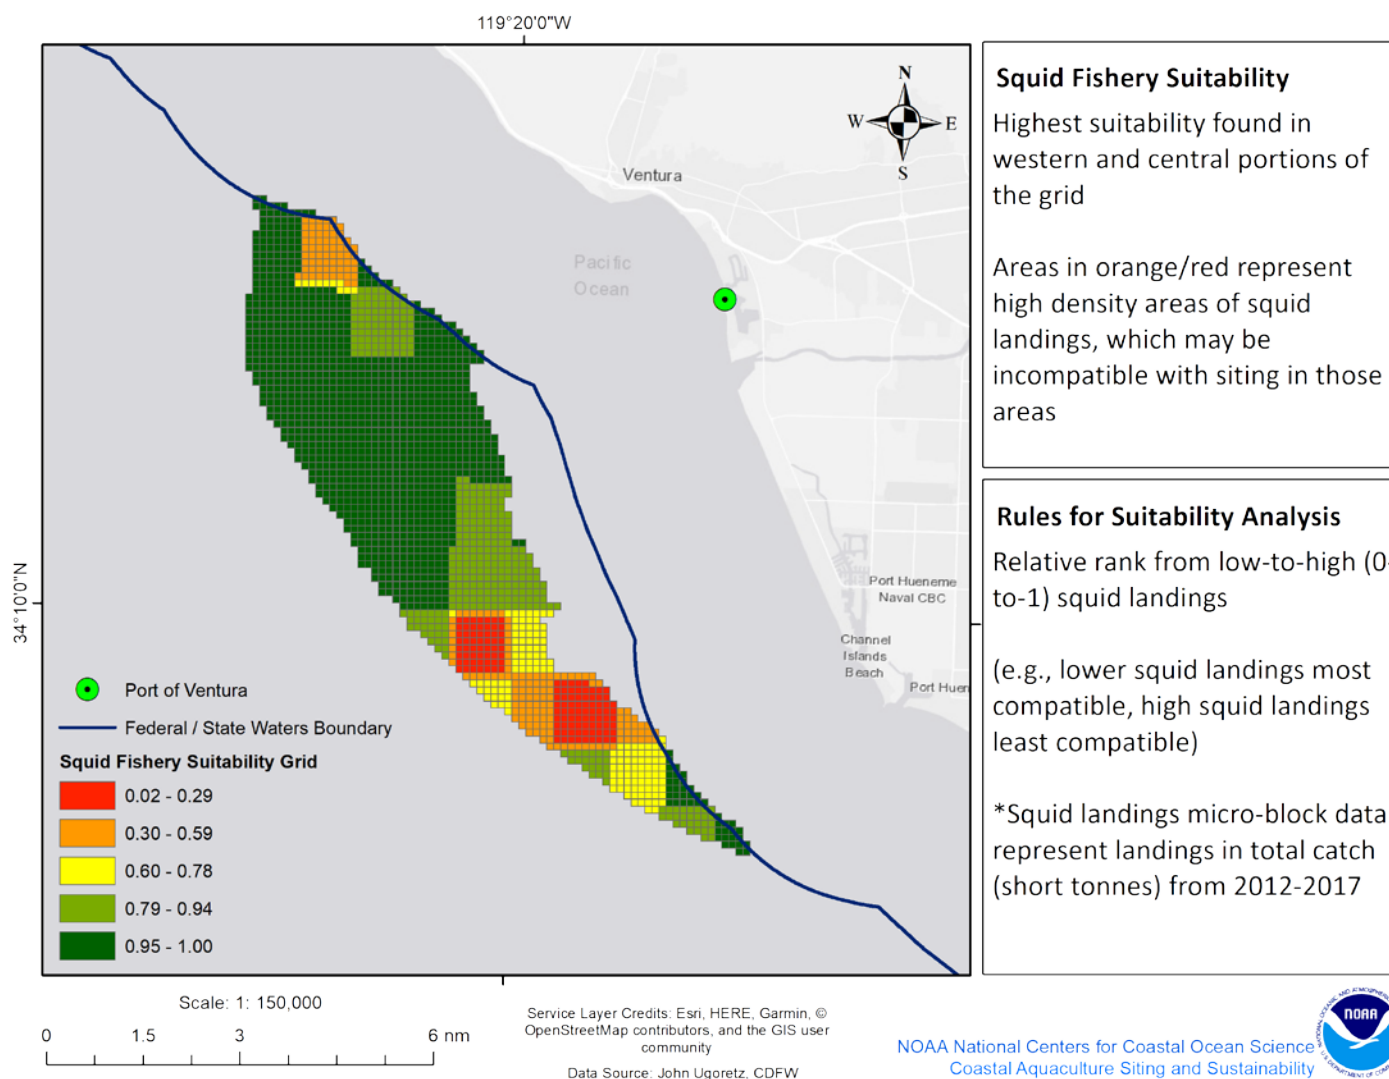 119°20'0"W
N
W
E
S
Ventura
Pacific
Ocean
34°10'0"N
Port Hueneme
Naval CBC
Channel
Islands
Beach
Port Huen
Port of Ventura
Federal / State Waters Boundary
Squid Fishery Suitability Grid
0.02 - 0.29
0.30 - 0.59
0.60 - 0.78
0.79 - 0.94
0.95 - 1.00
Squid Fishery Suitability
Highest suitability found in
western and central portions of
the grid
Areas in orange/red represent
high density areas of squid
landings, which may be
incompatible with siting in those
areas
Rules for Suitability Analysis
Relative rank from low-to-high (0-
to-1) squid landings
(e.g., lower squid landings most
compatible, high squid landings
least compatible)
*Squid landings micro-block data
represent landings in total catch
(short tonnes) from 2012-2017
Scale: 1: 150,000
0 1.5 3 6 nm
Service Layer Credits: Esri, HERE, Garmin, ©
OpenStreetMap contributors, and the GIS user
community
Data Source: John Ugoretz, CDFW
NOAA National Centers for Coastal Ocean Science
Coastal Aquaculture Siting and Sustainability
NOAA